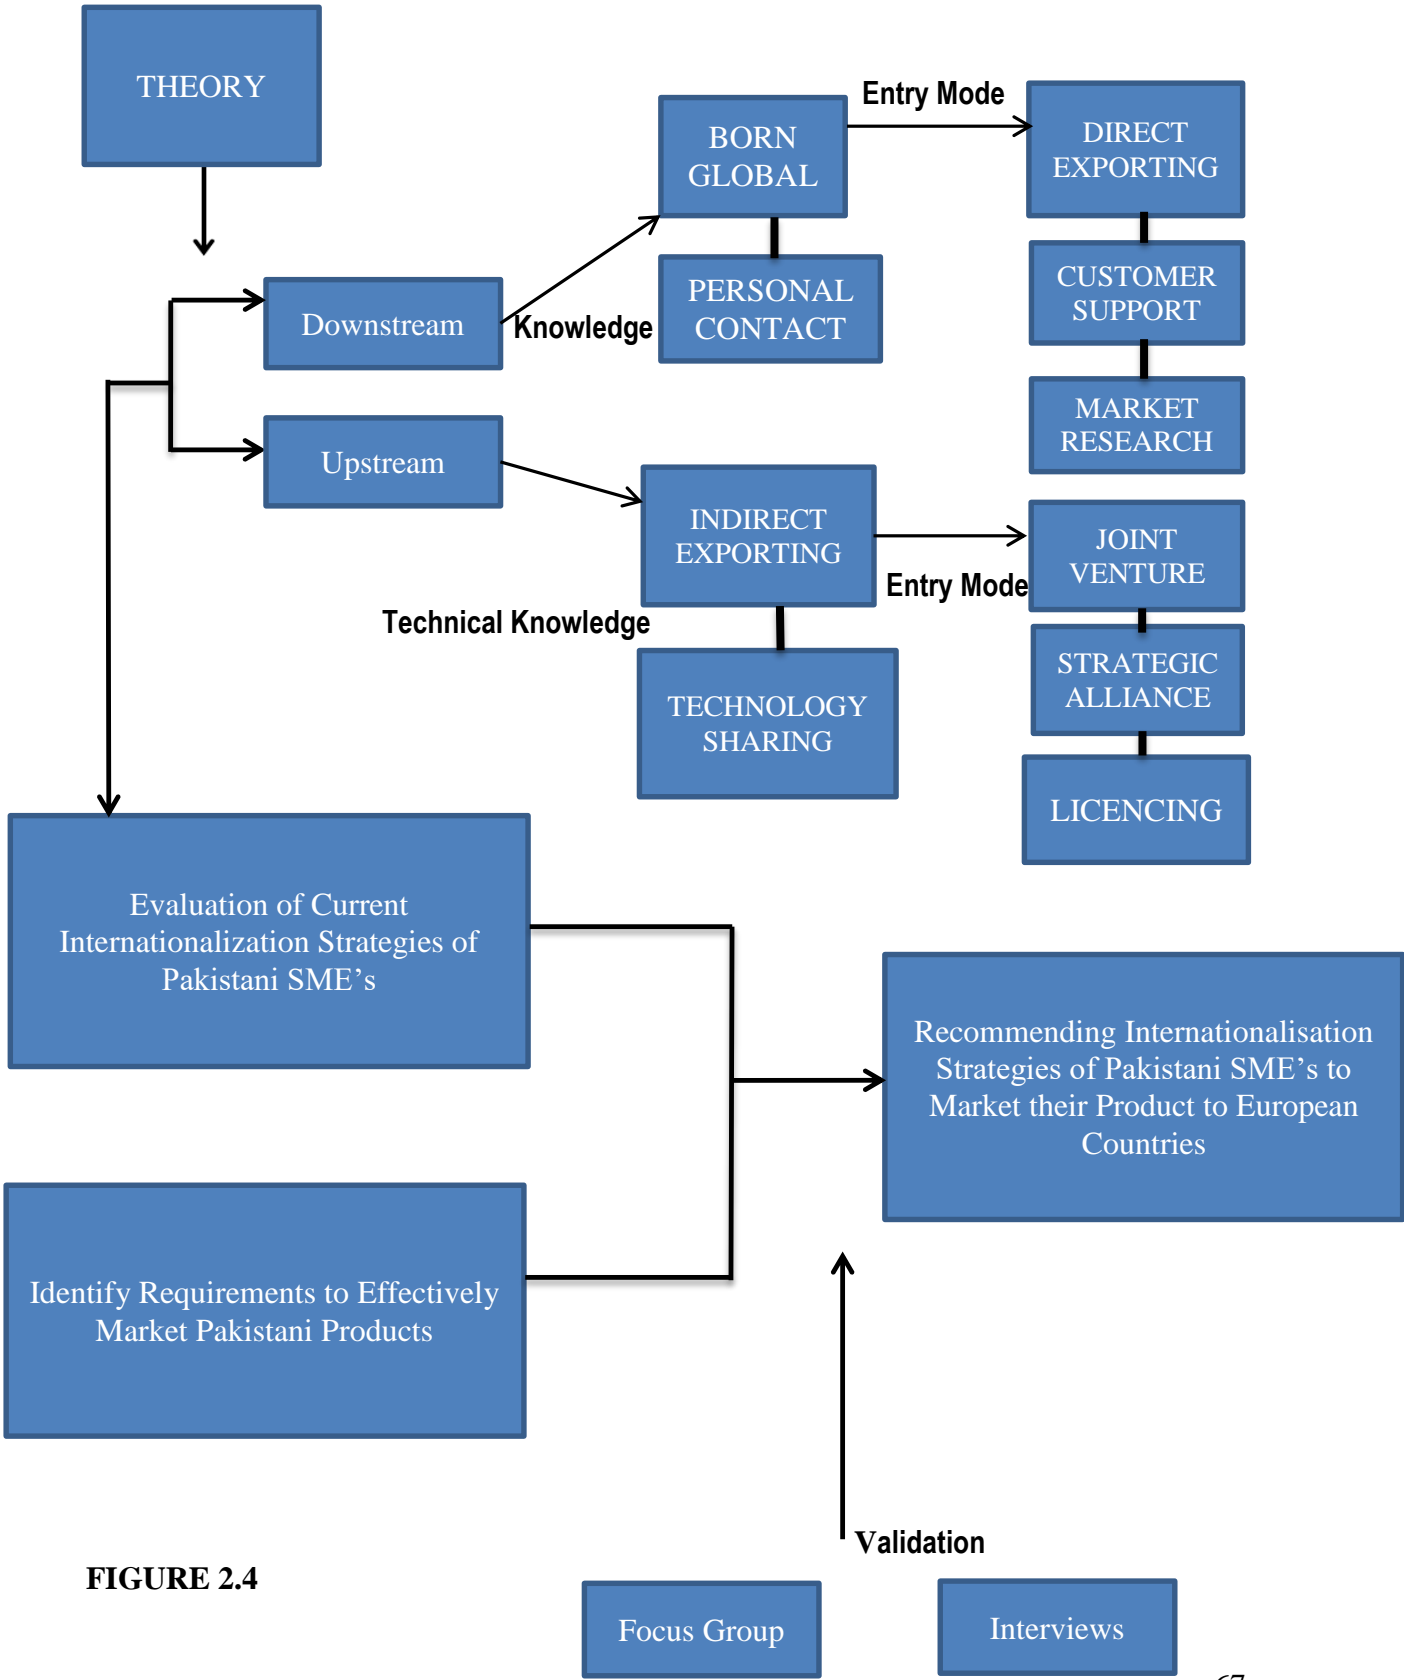 THEORY
Entry Mode
BORN
GLOBAL
DIRECT
EXPORTING
PERSONAL
CONTACT
CUSTOMER
SUPPORT
Downstream
Knowledge
MARKET
RESEARCH
Upstream
INDIRECT
EXPORTING
JOINT
VENTURE
Entry Mode
Technical Knowledge
STRATEGIC
ALLIANCE
TECHNOLOGY
SHARING
LICENCING
Evaluation of Current
Internationalization Strategies of
Pakistani SME’s
Recommending Internationalisation
Strategies of Pakistani SME’s to
Market their Product to European
Countries
Identify Requirements to Effectively
Market Pakistani Products
Validation
FIGURE 2.4
Focus Group
Interviews